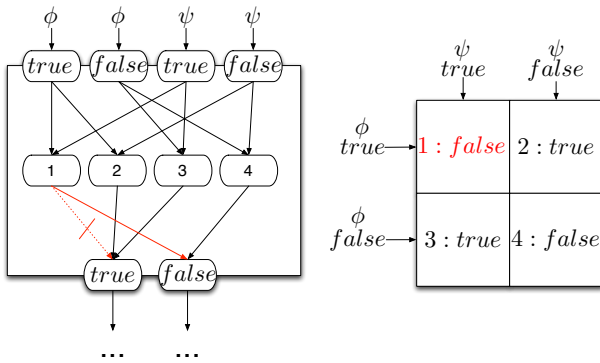 ϕ ϕ ψ ψ
true false true false
1 2 3 4
true false
... ...
ψ ψ
true false
ϕ
true
1 : false 2 : true
ϕ
false
3 : true 4 : false